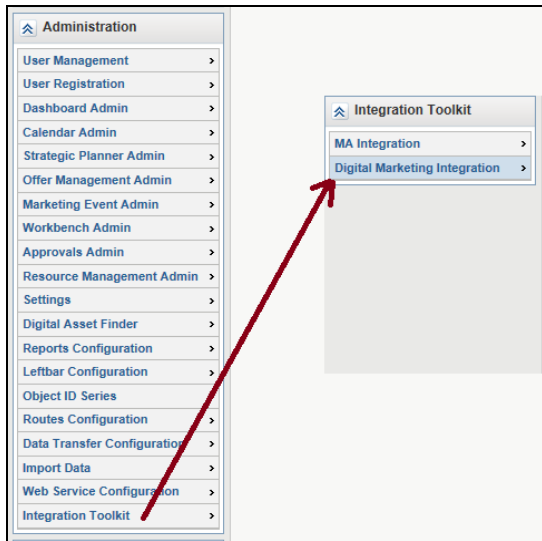 Administration
User Management
User Registration
Dashboard Admin
Calendar Admin
Strategic Planner Admin
Offer Management Admin
Marketing Event Admin
Workbench Admin
Approvals Admin
Resource Management Admin
Settings
Digital Asset Finder
Reports Configuration
Leftbar Configuration
Object ID Series
Routes Configuration
Data Transfer Configuration
Import Data
Web Service Configuration
Integration Toolkit
Integration Toolkit
MA Integration
Digital Marketing Integration